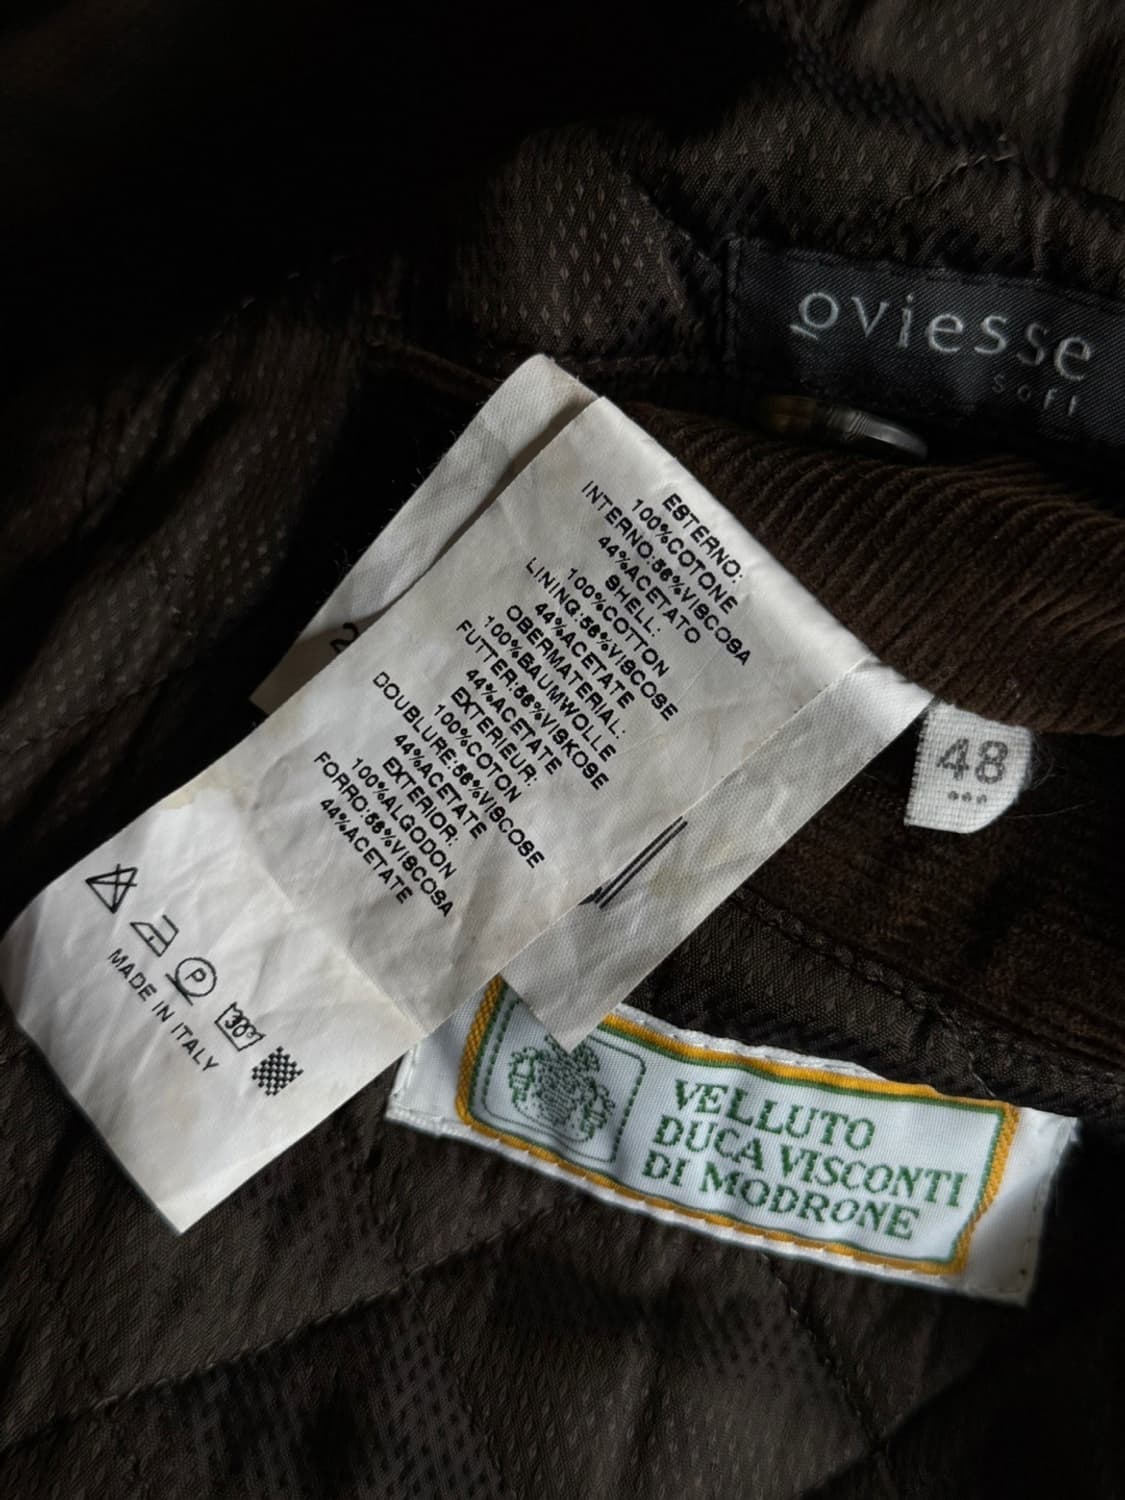 oviesse
soft
ESTERNO:
100%COTONE
INTERNO:56%VISCOSA
44%ACETATO
SHELL:
100%COTTON
LINING:56%VISCOSE
44%ACETATE
OBERMATERIAL:
100%BAUMWOLLE
FUTTER:56%VISKOSE
44%ACETATE
EXTERIEUR:
100%COTON
DOUBLURE:56%VISCOSE
44%ACETATE
EXTERIOR:
100%ALGODON
FORRO:56%VISCOSA
44%ACETATE
P
30°
MADE IN ITALY
48
VELLUTO
DUCA VISCONTI
DI MODRONE